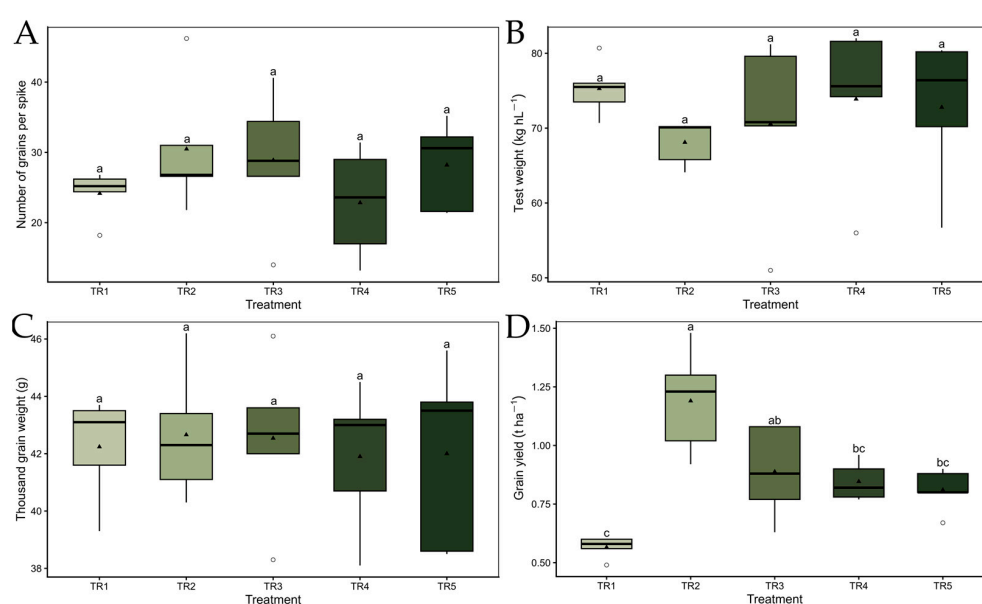 A
Number of grains per spike
40
30
20
a
a
a
a
a
TR1 TR2 TR3 TR4 TR5
Treatment
B
Test weight (kg hL⁻¹)
80
70
60
50
a
a
a
a
a
TR1 TR2 TR3 TR4 TR5
Treatment
C
Thousand grain weight (g)
46
44
42
40
38
a
a
a
a
a
TR1 TR2 TR3 TR4 TR5
Treatment
D
Grain yield (t ha⁻¹)
1.50
1.25
1.00
0.75
0.50
c
a
ab
bc
bc
TR1 TR2 TR3 TR4 TR5
Treatment